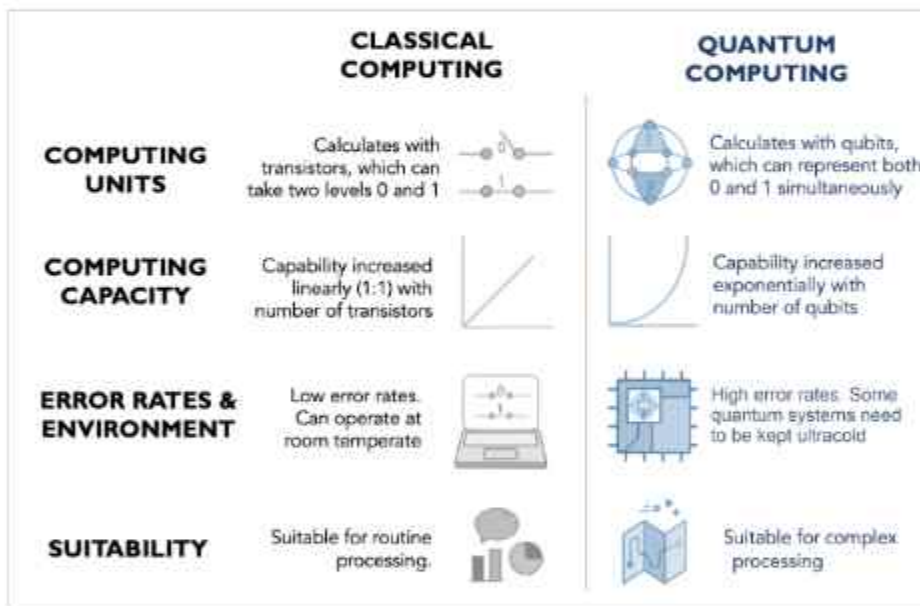 CLASSICAL
COMPUTING
QUANTUM
COMPUTING
COMPUTING
UNITS
Calculates with
transistors, which can
take two levels 0 and 1
0
1
Calculates with qubits,
which can represent both
0 and 1 simultaneously
COMPUTING
CAPACITY
Capability increased
linearly (1:1) with
number of transistors
Capability increased
exponentially with
number of qubits
ERROR RATES &
ENVIRONMENT
Low error rates.
Can operate at
room temperate
0
1
High error rates. Some
quantum systems need
to be kept ultracold
SUITABILITY
Suitable for routine
processing.
Suitable for complex
processing